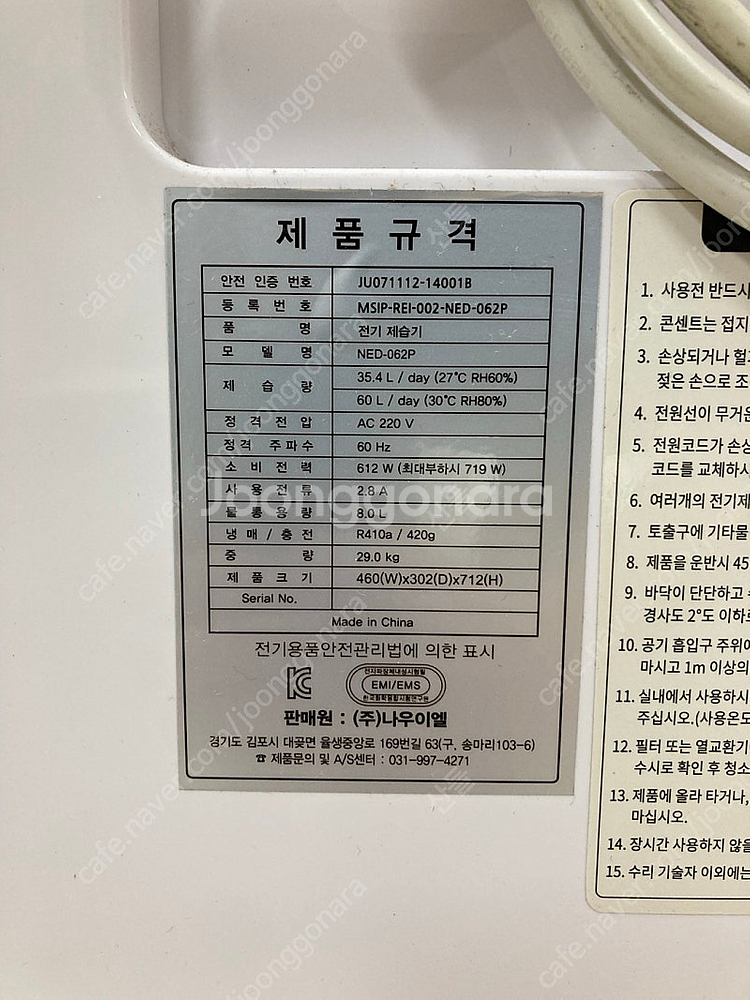 제 품 규 격
안전 인증 번호 JU071112-14001B
등 록 번 호 MSIP-REI-002-NED-062P
품 명 전기 제습기
모 델 명 NED-062P
제 습 량 35.4 L / day (27℃ RH60%)
60 L / day (30℃ RH80%)
정 격 전 압 AC 220 V
정격 주파수 60 Hz
소 비 전 력 612 W (최대부하시 719 W)
사 용 전 류 2.8 A
물 통 용 량 8.0 L
냉 매 / 충 전 R410a / 420g
중 량 29.0 kg
제 품 크 기 460(W)x302(D)x712(H)
Serial No.
Made in China
전기용품안전관리법에 의한 표시
EMI/EMS
판매원 : (주)나우이엘
경기도 김포시 대곶면 율생중앙로 169번길 63(구, 송마리103-6)
☎ 제품문의 및 A/S센터 : 031-997-4271
1. 사용전 반드시
2. 콘센트는 접지
3. 손상되거나 헐
젖은 손으로 조
4. 전원선이 무거운
5. 전원코드가 손상
코드를 교체하시
6. 여러개의 전기제
7. 토출구에 기타물
8. 제품을 운반시 45
9. 바닥이 단단하고
경사도 2°도 이하로
10. 공기 흡입구 주위에
마시고 1m 이상의
11. 실내에서 사용하시
주십시오.(사용온도
12. 필터 또는 열교환기
수시로 확인 후 청소
13. 제품에 올라 타거나,
마십시오.
14. 장시간 사용하지 않을
15. 수리 기술자 이외에는
Joonggonara
cafe.naver.com/joonggonara